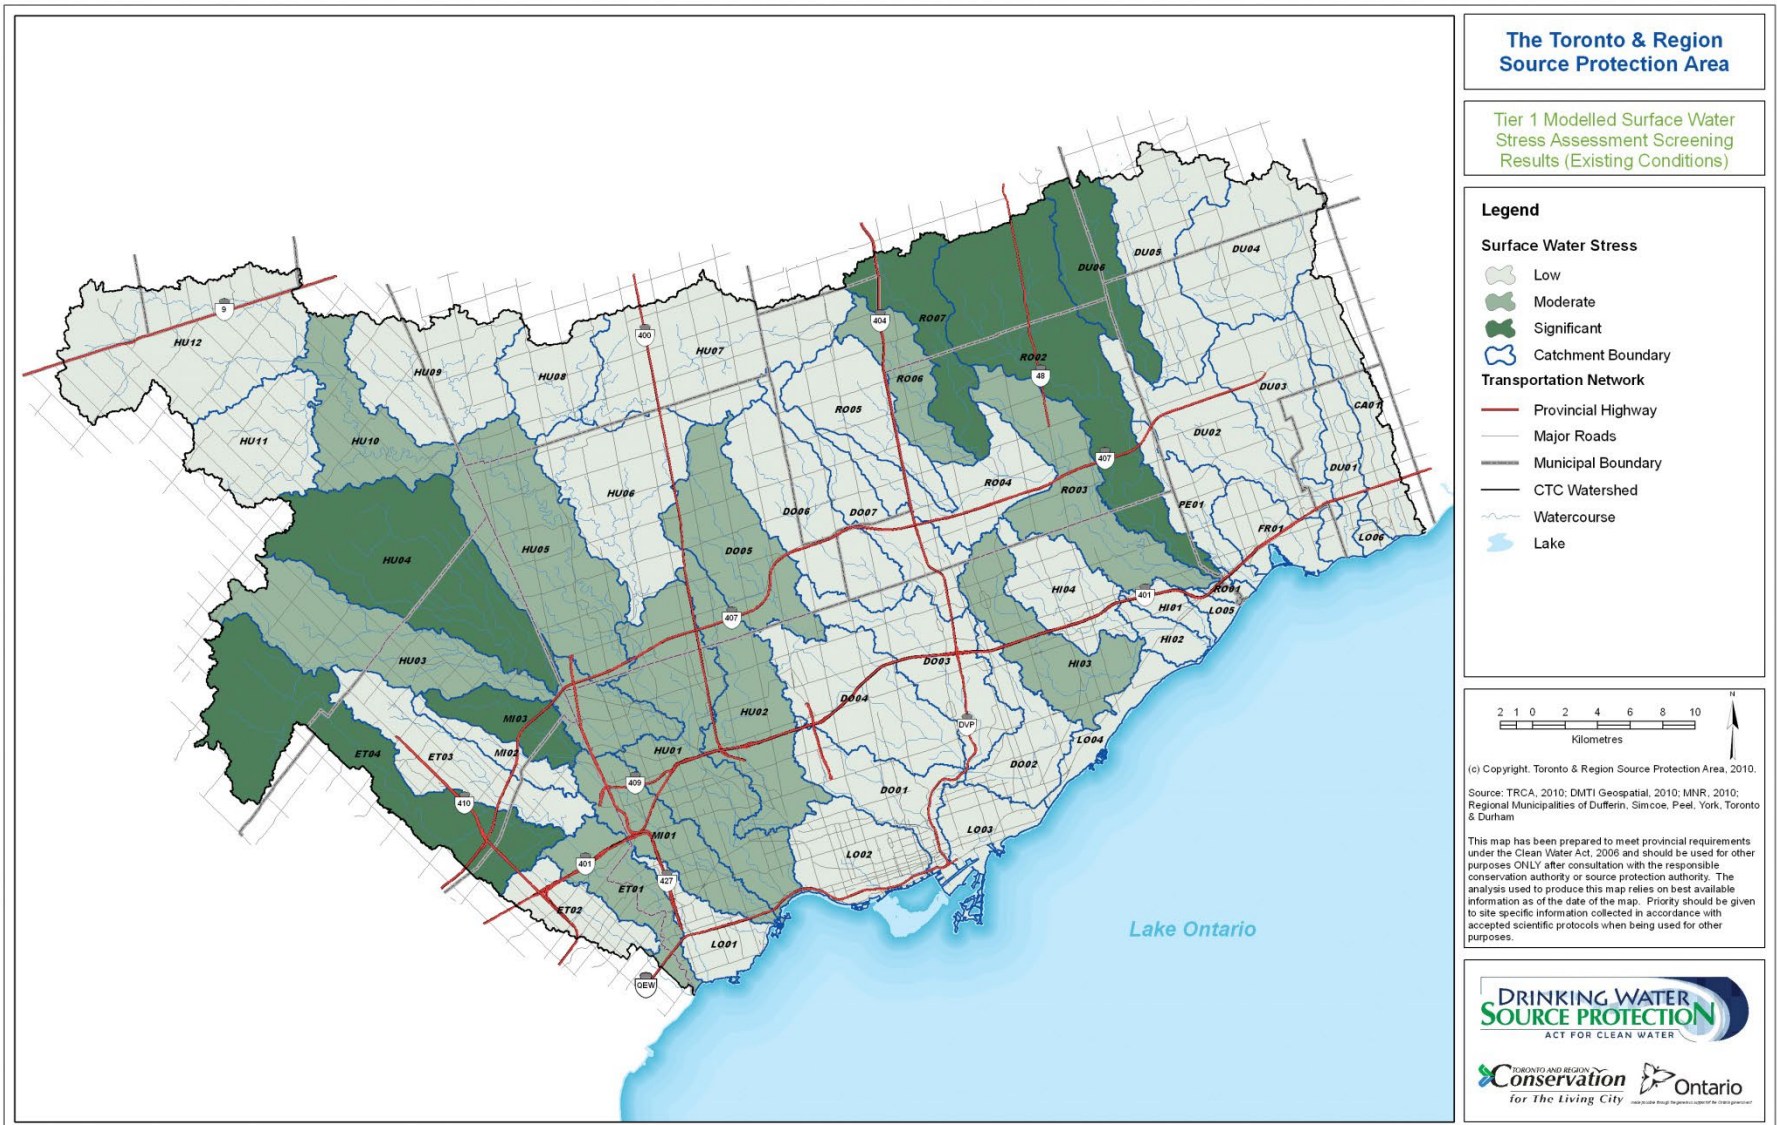 The Toronto & Region
Source Protection Area
Tier 1 Modelled Surface Water
Stress Assessment Screening
Results (Existing Conditions)
Legend
Surface Water Stress
Low
Moderate
Significant
Catchment Boundary
Transportation Network
Provincial Highway
Major Roads
Municipal Boundary
CTC Watershed
Watercourse
Lake
2 1 0 2 4 6 8 10
Kilometres
N
(c) Copyright. Toronto & Region Source Protection Area, 2010.
Source: TRCA, 2010; DMTI Geospatial, 2010; MNR, 2010;
Regional Municipalities of Dufferin, Simcoe, Peel, York, Toronto
& Durham
This map has been prepared to meet provincial requirements
under the Clean Water Act, 2006 and should be used for other
purposes ONLY after consultation with the responsible
conservation authority or source protection authority. The
analysis used to produce this map relies on best available
information as of the date of the map. Priority should be given
to site specific information collected in accordance with
accepted scientific protocols when being used for other
purposes.
DRINKING WATER
SOURCE PROTECTION
ACT FOR CLEAN WATER
TORONTO AND REGION
Conservation
for The Living City
Ontario
DU05
DU04
DU06
9
HU12
RO07
404
400
HU07
RO02
HU09
HU08
RO06
48
DU03
RO05
CA01
HU11
HU10
DU02
407
DU01
RO04
HU06
RO03
PE01
DO06
DO07
FR01
LO06
HU05
DO05
HU04
HI04
401
RO01
HI01
LO05
407
HI02
HU03
DO03
HI03
DO04
HU02
MI03
DVP
LO04
ET04
ET03
MI02
HU01
DO02
409
DO01
410
LO03
MI01
LO02
401
427
ET01
ET02
LO01
Lake Ontario
QEW